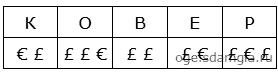 К О В Е Р
€ £ £ £ € £ £ £ € £ € £
oge.sdamgia.ru